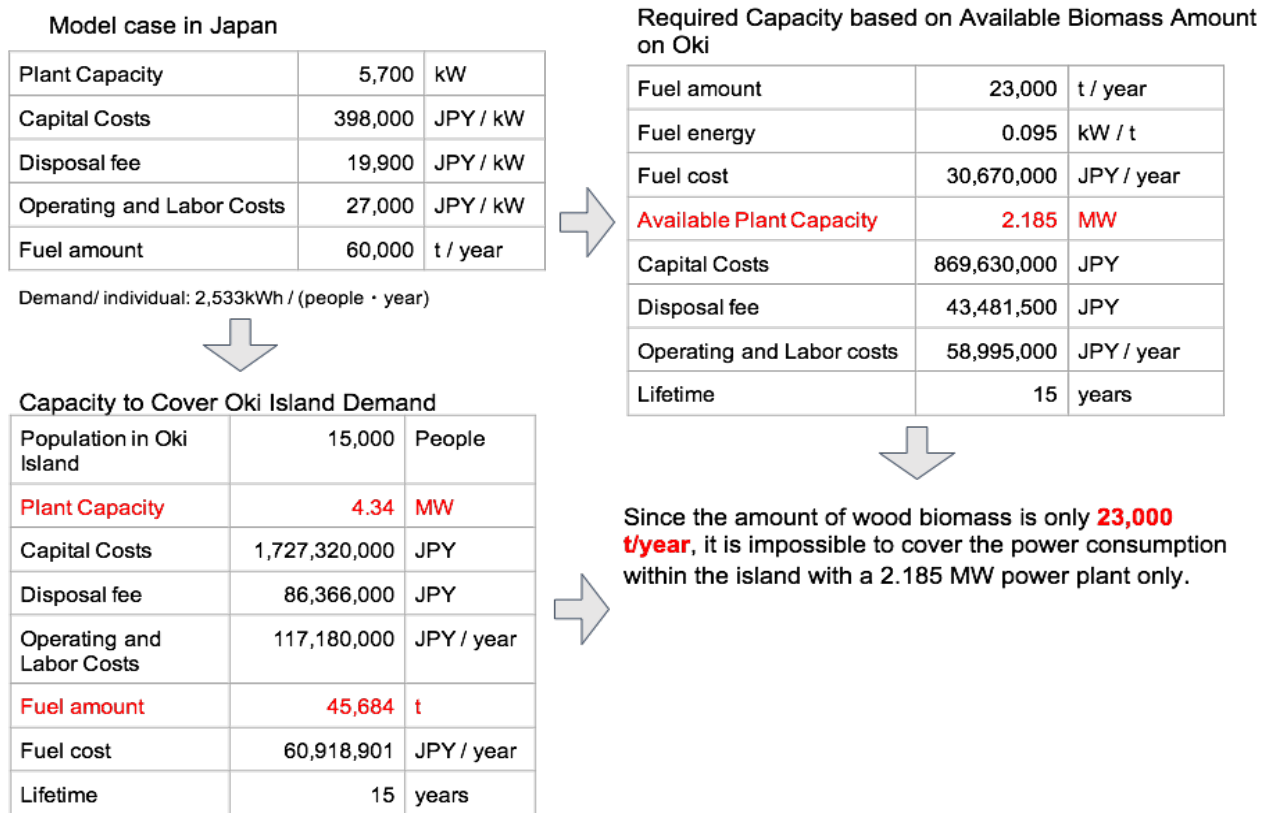 Model case in Japan
Plant Capacity 5,700 kW
Capital Costs 398,000 JPY / kW
Disposal fee 19,900 JPY / kW
Operating and Labor Costs 27,000 JPY / kW
Fuel amount 60,000 t / year
Demand/ individual: 2,533kWh / (people・year)
Capacity to Cover Oki Island Demand
Population in Oki
Island 15,000 People
Plant Capacity 4.34 MW
Capital Costs 1,727,320,000 JPY
Disposal fee 86,366,000 JPY
Operating and
Labor Costs 117,180,000 JPY / year
Fuel amount 45,684 t
Fuel cost 60,918,901 JPY / year
Lifetime 15 years
Required Capacity based on Available Biomass Amount
on Oki
Fuel amount 23,000 t / year
Fuel energy 0.095 kW / t
Fuel cost 30,670,000 JPY / year
Available Plant Capacity 2.185 MW
Capital Costs 869,630,000 JPY
Disposal fee 43,481,500 JPY
Operating and Labor costs 58,995,000 JPY / year
Lifetime 15 years
Since the amount of wood biomass is only 23,000
t/year, it is impossible to cover the power consumption
within the island with a 2.185 MW power plant only.